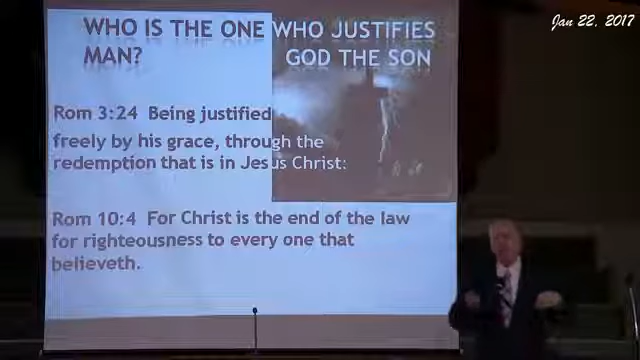 Jan 22, 2017
WHO IS THE ONE WHO JUSTIFIES
MAN? GOD THE SON
Rom 3:24 Being justified
freely by his grace, through the
redemption that is in Jesus Christ:
Rom 10:4 For Christ is the end of the law
for righteousness to every one that
believeth.